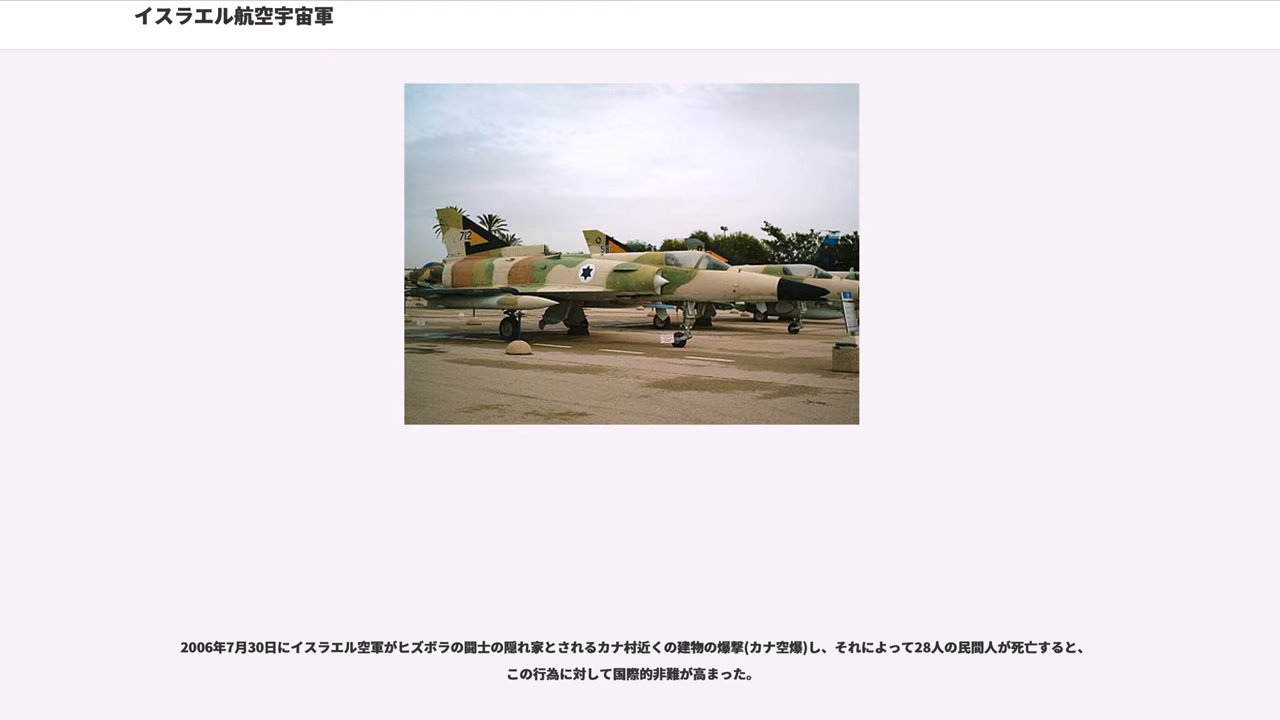 イスラエル航空宇宙軍
712
2006年7月30日にイスラエル空軍がヒズボラの闘士の隠れ家とされるカナ村近くの建物の爆撃(カナ空爆)し、それによって28人の民間人が死亡すると、
この行為に対して国際的非難が高まった。